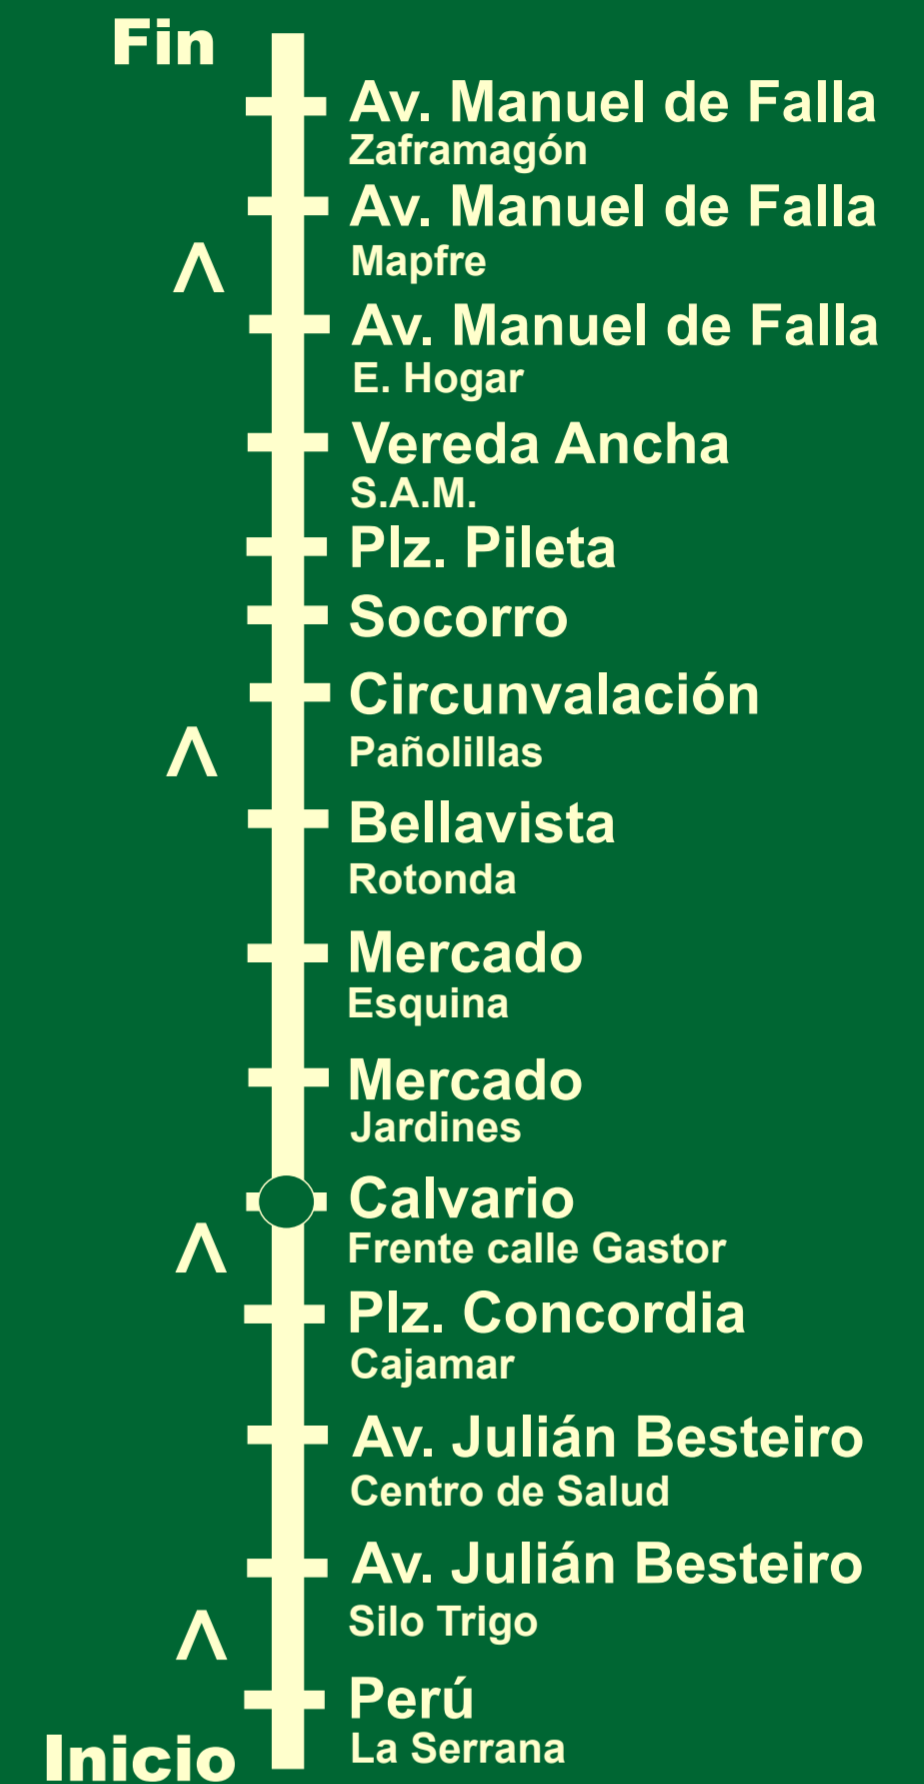 Fin
Av. Manuel de Falla
Zaframagón
Av. Manuel de Falla
Mapfre
Av. Manuel de Falla
E. Hogar
Vereda Ancha
S.A.M.
Plz. Pileta
Socorro
Circunvalación
Pañolillas
Bellavista
Rotonda
Mercado
Esquina
Mercado
Jardines
Calvario
Frente calle Gastor
Plz. Concordia
Cajamar
Av. Julián Besteiro
Centro de Salud
Av. Julián Besteiro
Silo Trigo
Perú
La Serrana
Inicio